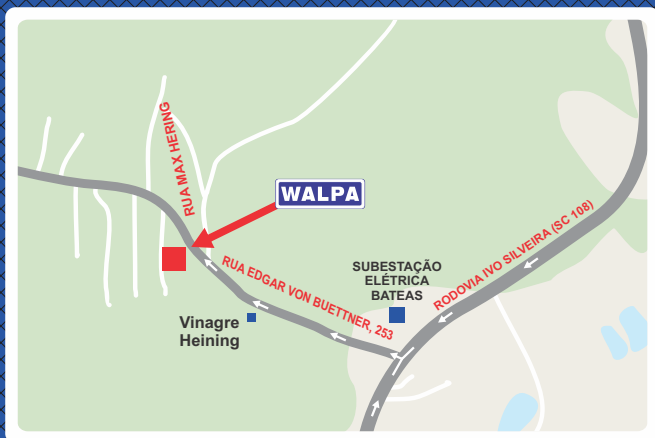 RUA MAX HERING
WALPA
RUA EDGAR VON BUETTNER, 253
SUBESTAÇÃO
ELÉTRICA
BATEAS
RODOVIA IVO SILVEIRA (SC 108)
Vinagre
Heining